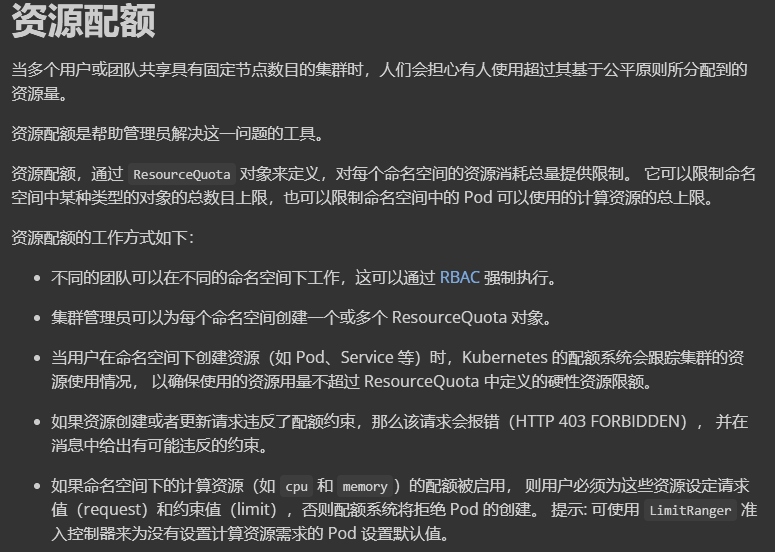 资源配额
当多个用户或团队共享具有固定节点数目的集群时，人们会担心有人使用超过其基于公平原则所分配到的
资源量。
资源配额是帮助管理员解决这一问题的工具。
资源配额，通过 ResourceQuota 对象来定义，对每个命名空间的资源消耗总量提供限制。 它可以限制命名
空间中某种类型的对象的总数目上限，也可以限制命名空间中的 Pod 可以使用的计算资源的总上限。
资源配额的工作方式如下：
• 不同的团队可以在不同的命名空间下工作，这可以通过 RBAC 强制执行。
• 集群管理员可以为每个命名空间创建一个或多个 ResourceQuota 对象。
• 当用户在命名空间下创建资源（如 Pod、Service 等）时，Kubernetes 的配额系统会跟踪集群的资
源使用情况， 以确保使用的资源用量不超过 ResourceQuota 中定义的硬性资源限额。
• 如果资源创建或者更新请求违反了配额约束，那么该请求会报错（HTTP 403 FORBIDDEN）， 并在
消息中给出有可能违反的约束。
• 如果命名空间下的计算资源（如 cpu 和 memory）的配额被启用， 则用户必须为这些资源设定请求
值（request）和约束值（limit），否则配额系统将拒绝 Pod 的创建。 提示: 可使用 LimitRanger 准
入控制器来为没有设置计算资源需求的 Pod 设置默认值。